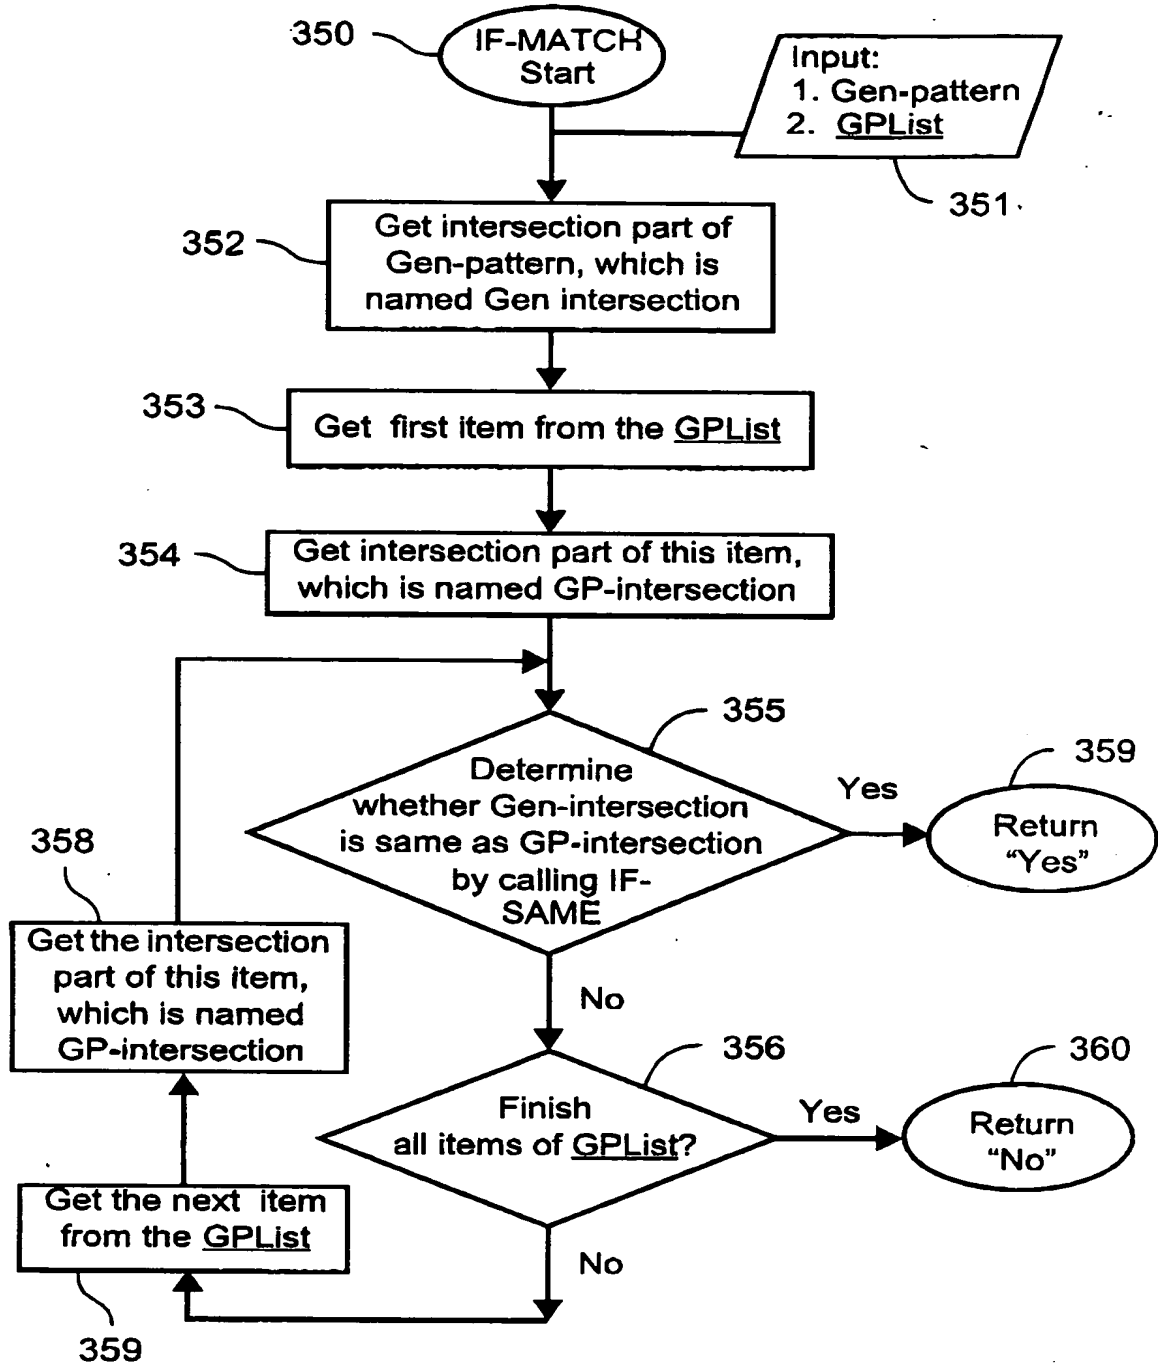 350
IF-MATCH
Start
Input:
1. Gen-pattern
2. GPList
351
352
Get intersection part of
Gen-pattern, which is
named Gen intersection
353
Get first item from the GPList
354
Get intersection part of this item,
which is named GP-intersection
355
Determine
whether Gen-intersection
is same as GP-intersection
by calling IF-
SAME
Yes
359
Return
“Yes”
358
Get the intersection
part of this item,
which is named
GP-intersection
No
356
Finish
all items of GPList?
Yes
360
Return
“No”
Get the next item
from the GPList
No
359